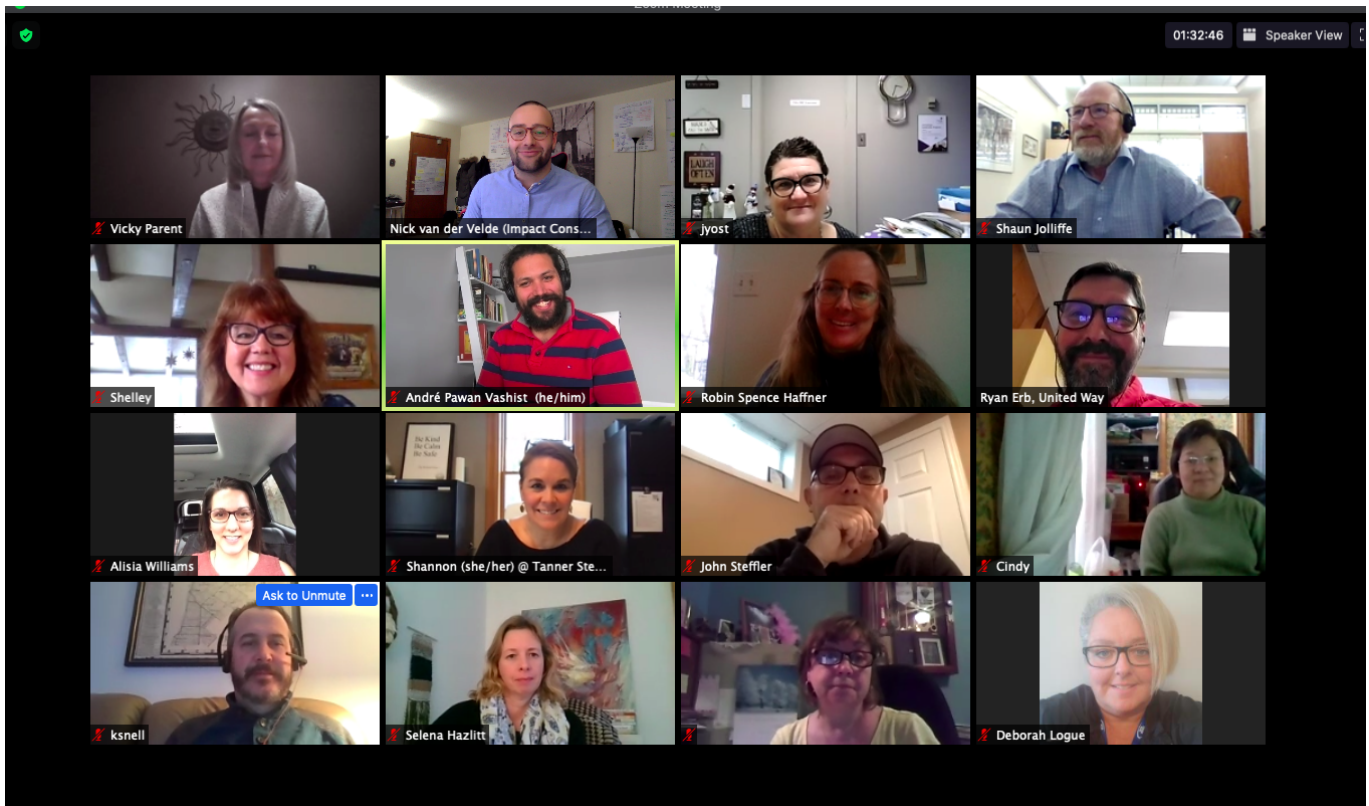 Zoom Meeting
01:32:46
Speaker View
Vicky Parent
Nick van der Velde (Impact Cons...
LAUGH
OFTEN
jyost
Shaun Jolliffe
Shelley
André Pawan Vashist (he/him)
Robin Spence Haffner
Ryan Erb, United Way
Alisia Williams
Be Kind
Be Calm
Be Safe
Shannon (she/her) @ Tanner Ste...
John Steffler
Cindy
Ask to Unmute
ksnell
Selena Hazlitt
Deborah Logue